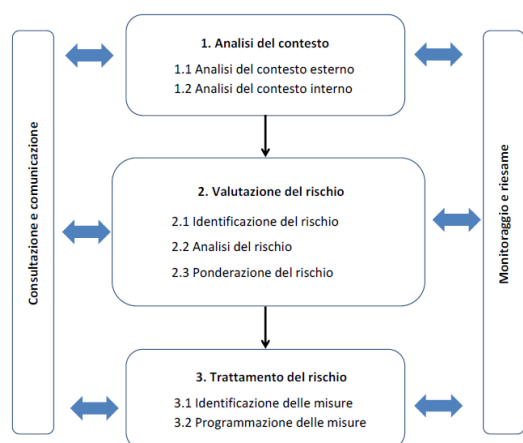 Consultazione e comunicazione
1. Analisi del contesto
1.1 Analisi del contesto esterno
1.2 Analisi del contesto interno
2. Valutazione del rischio
2.1 Identificazione del rischio
2.2 Analisi del rischio
2.3 Ponderazione del rischio
3. Trattamento del rischio
3.1 Identificazione delle misure
3.2 Programmazione delle misure
Monitoraggio e riesame